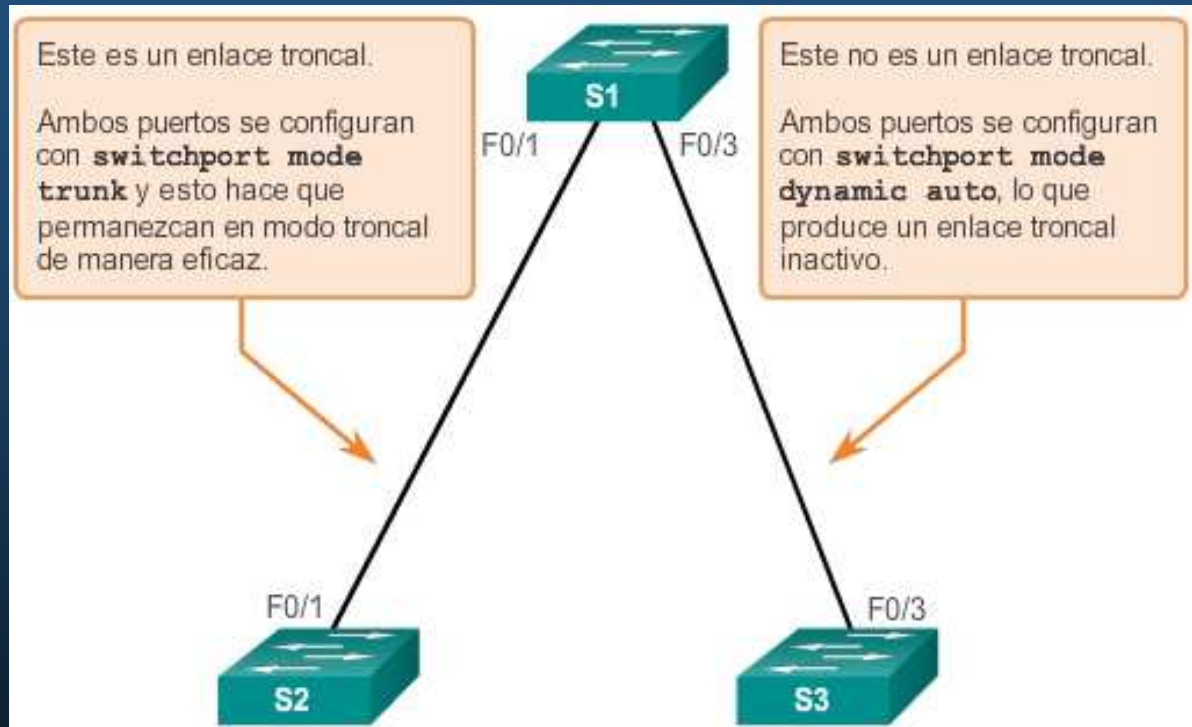 Este es un enlace troncal.
Ambos puertos se configuran
con switchport mode
trunk y esto hace que
permanezcan en modo troncal
de manera eficaz.
Este no es un enlace troncal.
Ambos puertos se configuran
con switchport mode
dynamic auto, lo que
produce un enlace troncal
inactivo.
S1
F0/1
F0/3
F0/1
F0/3
S2
S3